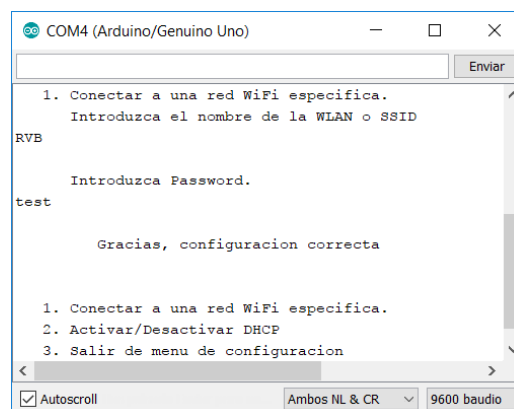 COM4 (Arduino/Genuino Uno)
Enviar
1. Conectar a una red WiFi especifica.
Introduzca el nombre de la WLAN o SSID
RVB
Introduzca Password.
test
Gracias, configuracion correcta
1. Conectar a una red WiFi especifica.
2. Activar/Desactivar DHCP
3. Salir de menu de configuracion
Autoscroll
Ambos NL & CR
9600 baudio